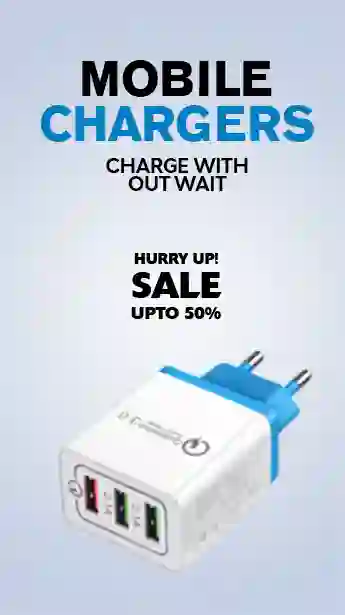 MOBILE
CHARGERS
CHARGE WITH
OUT WAIT
HURRY UP!
SALE
UPTO 50%